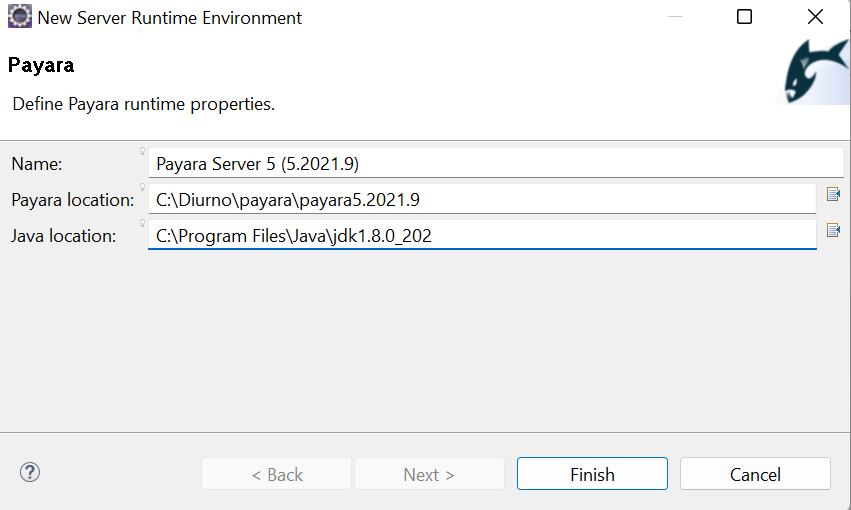 New Server Runtime Environment
Payara
Define Payara runtime properties.
Name: Payara Server 5 (5.2021.9)
Payara location: C:\Diurno\payara\payara5.2021.9
Java location: C:\Program Files\Java\jdk1.8.0_202
? < Back Next > Finish Cancel